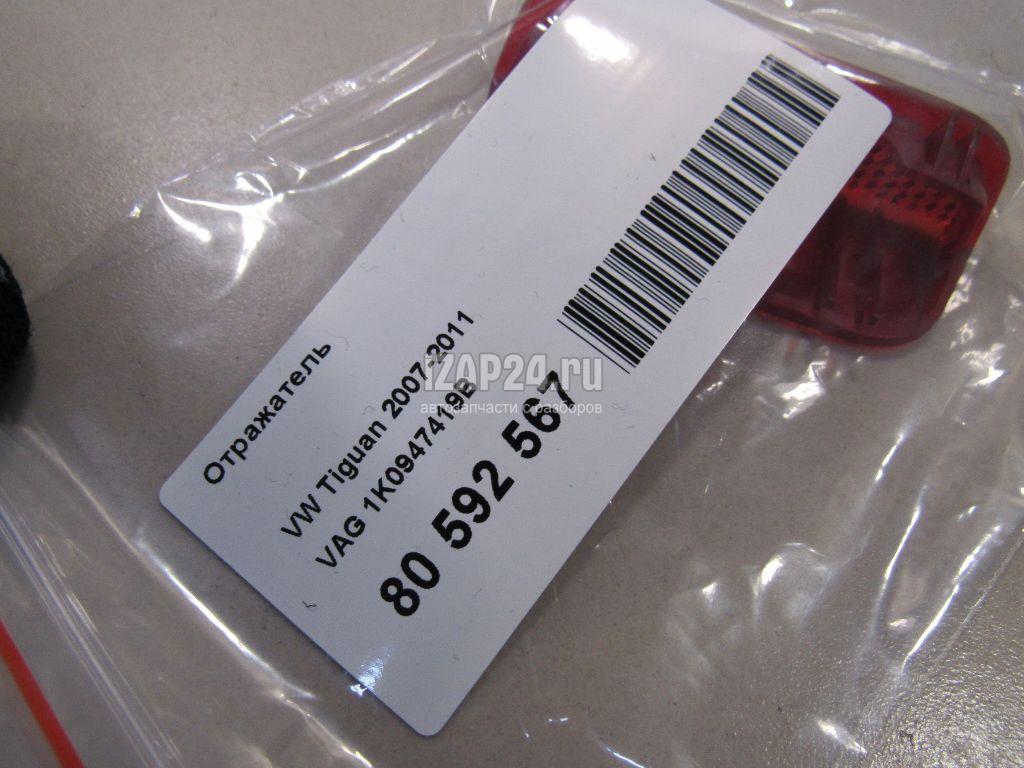 Отражатель
VW Tiguan 2007-2011
VAG 1K0947419B
80 592 567
IZAP24.ru
автозапчасти с разборов